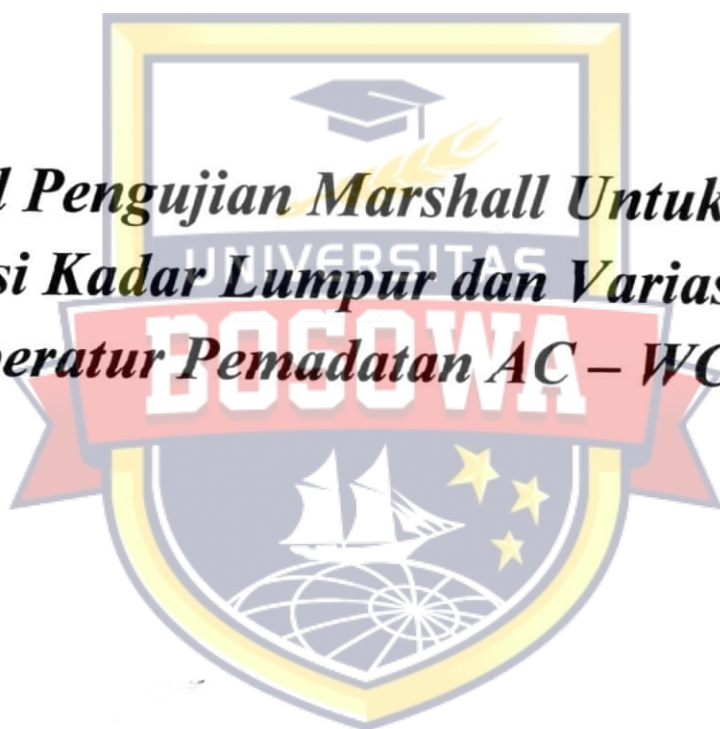 l Pengujian Marshall Untuk
UNIVERSITAS
si Kadar Lumpur dan Varias
BOSOWA
peratur Pemadatan AC – WC